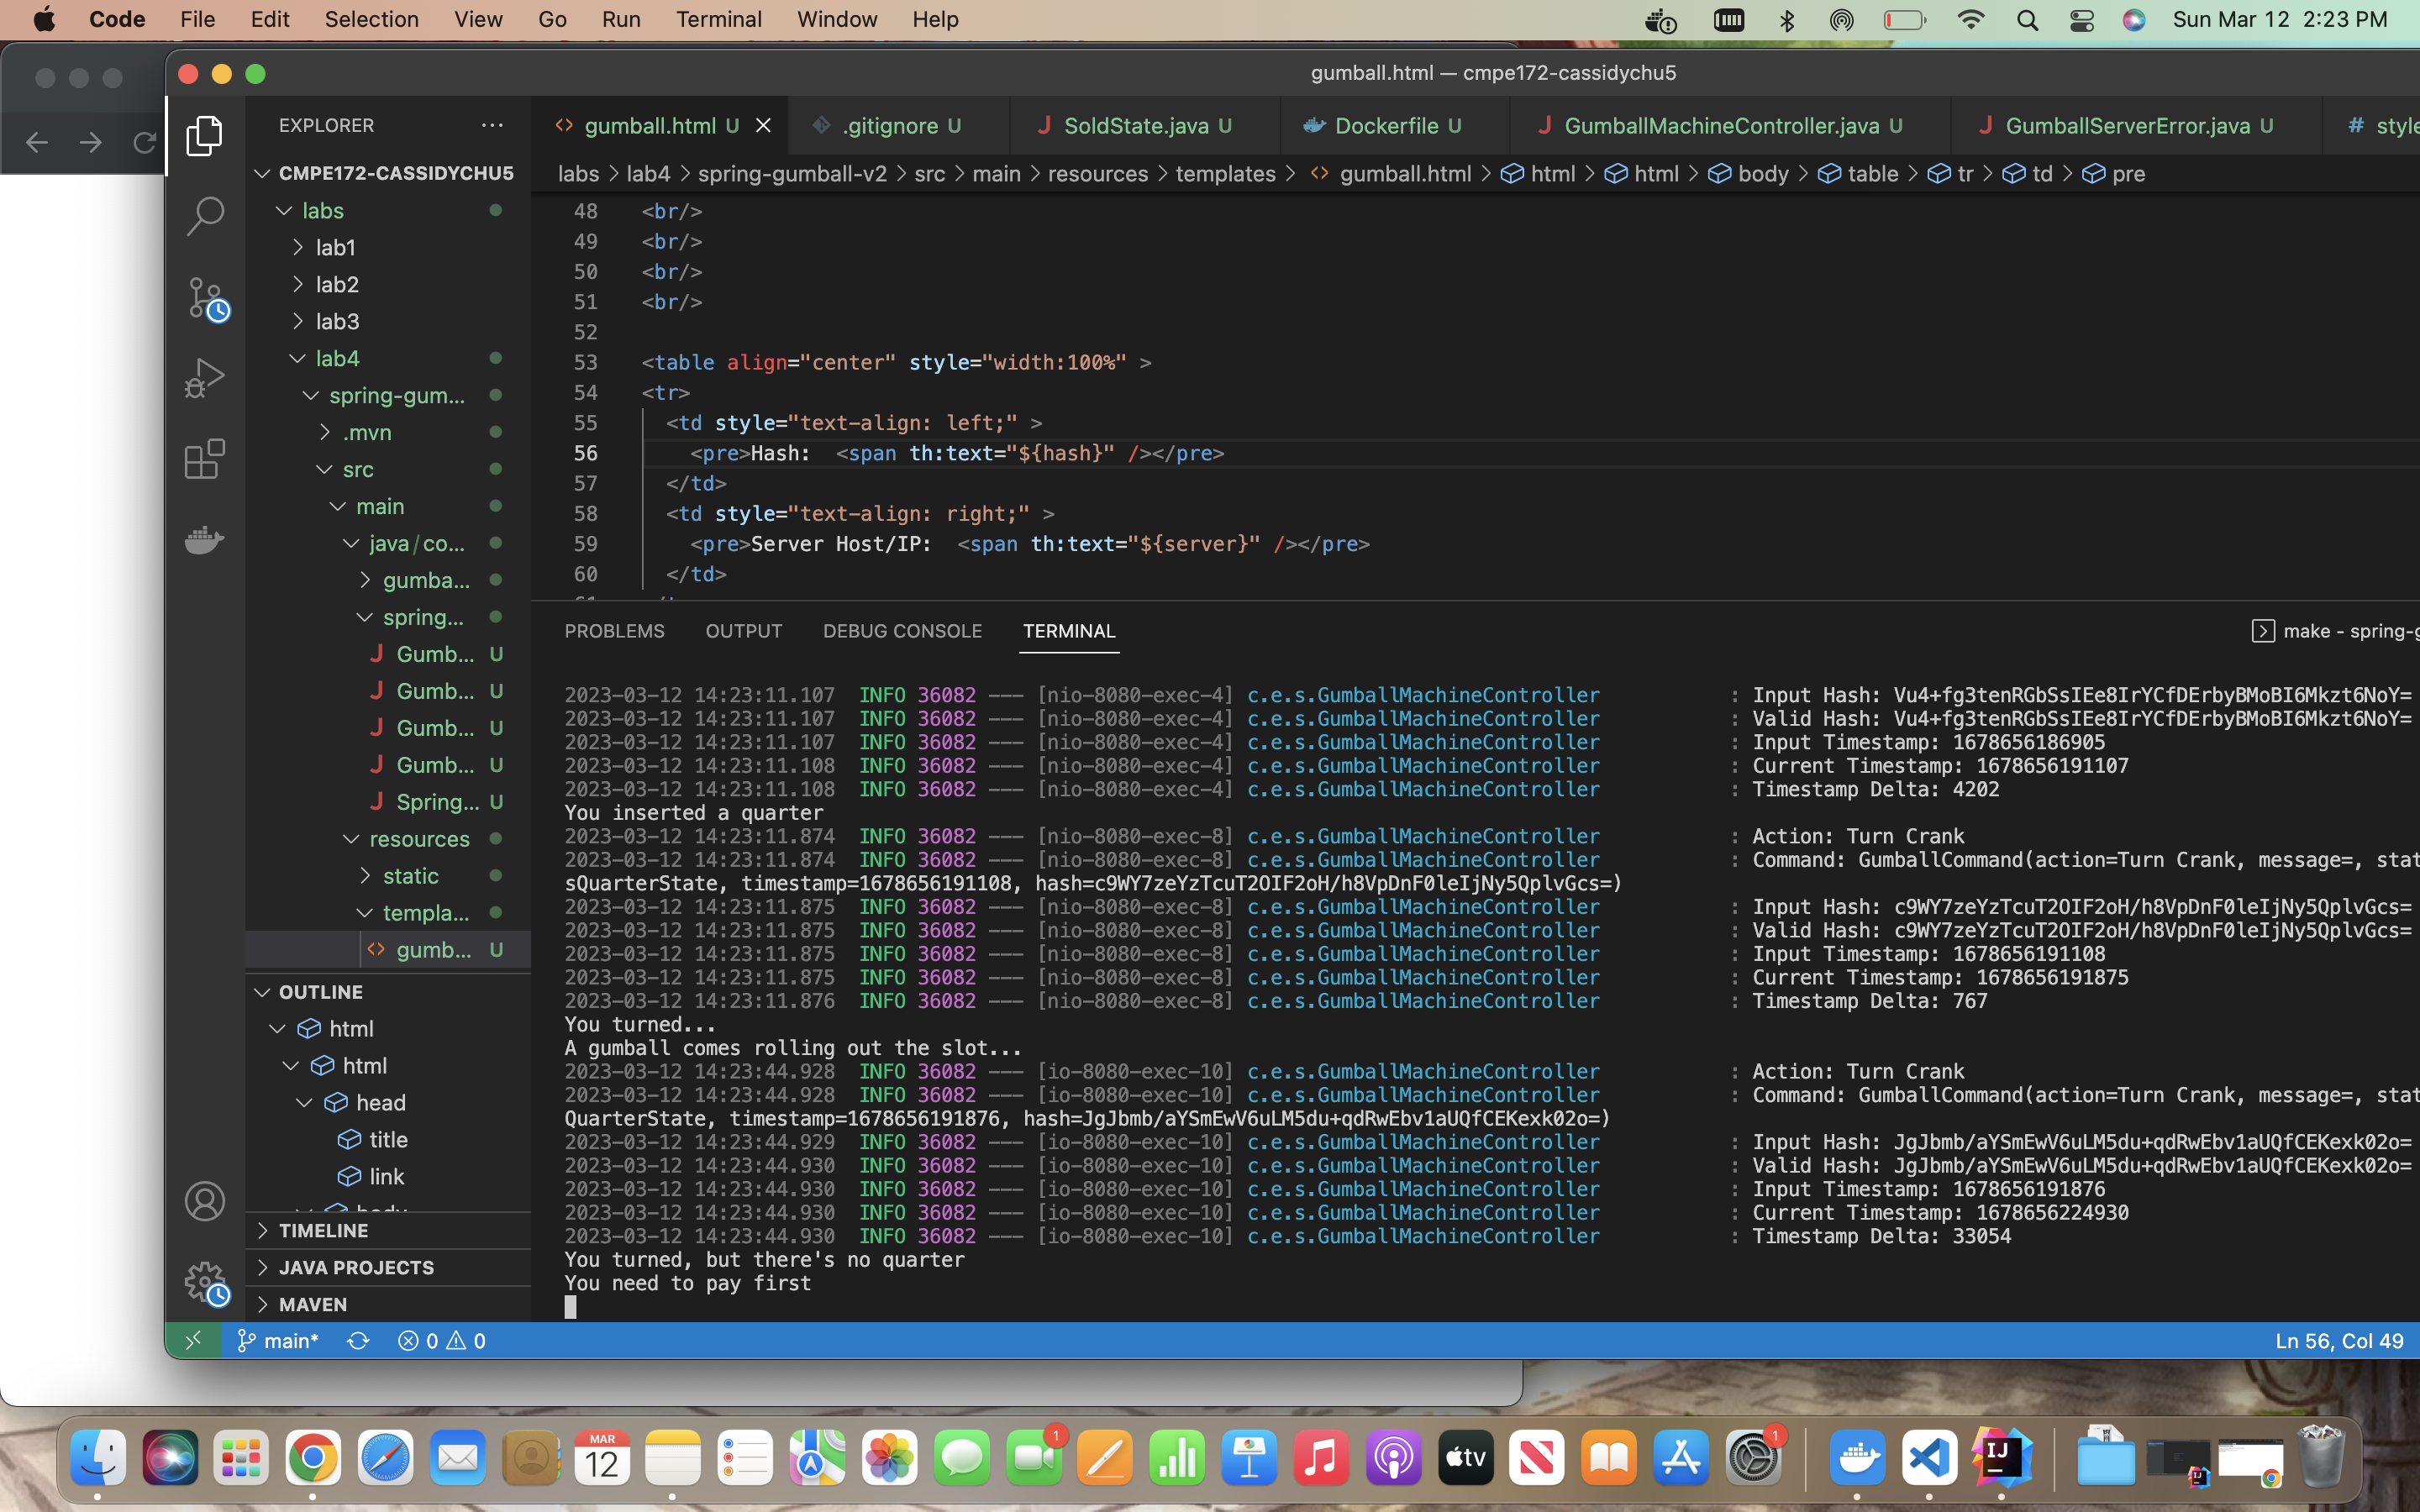 Code File Edit Selection View Go Run Terminal Window Help Sun Mar 12 2:23 PM
gumball.html — cmpe172-cassidychu5
EXPLORER ...
gumball.html U
.gitignore U
SoldState.java U
Dockerfile U
GumballMachineController.java U
GumballServerError.java U
# style
labs > lab4 > spring-gumball-v2 > src > main > resources > templates > gumball.html > html > html > body > table > tr > td > pre
CMPE172-CASSIDYCHU5
labs
lab1
lab2
lab3
lab4
spring-gum...
.mvn
src
main
java/co...
gumba...
spring...
Gumb... U
Gumb... U
Gumb... U
Gumb... U
Spring... U
resources
static
templa...
gumb... U
OUTLINE
html
html
head
title
link
body
TIMELINE
JAVA PROJECTS
MAVEN
48 <br/>
49 <br/>
50 <br/>
51 <br/>
52
53 <table align="center" style="width:100%" >
54 <tr>
55 <td style="text-align: left;" >
56 <pre>Hash:  <span th:text="${hash}" /></pre>
57 </td>
58 <td style="text-align: right;" >
59 <pre>Server Host/IP:  <span th:text="${server}" /></pre>
60 </td>
PROBLEMS OUTPUT DEBUG CONSOLE TERMINAL make - spring-g
2023-03-12 14:23:11.107  INFO 36082 --- [nio-8080-exec-4] c.e.s.GumballMachineController : Input Hash: Vu4+fg3tenRGbSsIEe8IrYCfDErbyBMoBI6Mkzt6NoY=
2023-03-12 14:23:11.107  INFO 36082 --- [nio-8080-exec-4] c.e.s.GumballMachineController : Valid Hash: Vu4+fg3tenRGbSsIEe8IrYCfDErbyBMoBI6Mkzt6NoY=
2023-03-12 14:23:11.107  INFO 36082 --- [nio-8080-exec-4] c.e.s.GumballMachineController : Input Timestamp: 1678656186905
2023-03-12 14:23:11.108  INFO 36082 --- [nio-8080-exec-4] c.e.s.GumballMachineController : Current Timestamp: 1678656191107
2023-03-12 14:23:11.108  INFO 36082 --- [nio-8080-exec-4] c.e.s.GumballMachineController : Timestamp Delta: 4202
You inserted a quarter
2023-03-12 14:23:11.874  INFO 36082 --- [nio-8080-exec-8] c.e.s.GumballMachineController : Action: Turn Crank
2023-03-12 14:23:11.874  INFO 36082 --- [nio-8080-exec-8] c.e.s.GumballMachineController : Command: GumballCommand(action=Turn Crank, message=, stat
sQuarterState, timestamp=1678656191108, hash=c9WY7zeYzTcuT2OIF2oH/h8VpDnF0leIjNy5QplvGcs=)
2023-03-12 14:23:11.875  INFO 36082 --- [nio-8080-exec-8] c.e.s.GumballMachineController : Input Hash: c9WY7zeYzTcuT2OIF2oH/h8VpDnF0leIjNy5QplvGcs=
2023-03-12 14:23:11.875  INFO 36082 --- [nio-8080-exec-8] c.e.s.GumballMachineController : Valid Hash: c9WY7zeYzTcuT2OIF2oH/h8VpDnF0leIjNy5QplvGcs=
2023-03-12 14:23:11.875  INFO 36082 --- [nio-8080-exec-8] c.e.s.GumballMachineController : Input Timestamp: 1678656191108
2023-03-12 14:23:11.875  INFO 36082 --- [nio-8080-exec-8] c.e.s.GumballMachineController : Current Timestamp: 1678656191875
2023-03-12 14:23:11.876  INFO 36082 --- [nio-8080-exec-8] c.e.s.GumballMachineController : Timestamp Delta: 767
You turned...
A gumball comes rolling out the slot...
2023-03-12 14:23:44.928  INFO 36082 --- [io-8080-exec-10] c.e.s.GumballMachineController : Action: Turn Crank
2023-03-12 14:23:44.928  INFO 36082 --- [io-8080-exec-10] c.e.s.GumballMachineController : Command: GumballCommand(action=Turn Crank, message=, stat
QuarterState, timestamp=1678656191876, hash=JgJbmb/aYSmEwV6uLM5du+qdRwEbv1aUQfCEKexk02o=)
2023-03-12 14:23:44.929  INFO 36082 --- [io-8080-exec-10] c.e.s.GumballMachineController : Input Hash: JgJbmb/aYSmEwV6uLM5du+qdRwEbv1aUQfCEKexk02o=
2023-03-12 14:23:44.930  INFO 36082 --- [io-8080-exec-10] c.e.s.GumballMachineController : Valid Hash: JgJbmb/aYSmEwV6uLM5du+qdRwEbv1aUQfCEKexk02o=
2023-03-12 14:23:44.930  INFO 36082 --- [io-8080-exec-10] c.e.s.GumballMachineController : Input Timestamp: 1678656191876
2023-03-12 14:23:44.930  INFO 36082 --- [io-8080-exec-10] c.e.s.GumballMachineController : Current Timestamp: 1678656224930
2023-03-12 14:23:44.930  INFO 36082 --- [io-8080-exec-10] c.e.s.GumballMachineController : Timestamp Delta: 33054
You turned, but there's no quarter
You need to pay first
main* 0 0 Ln 56, Col 49
MAR
12
1
tv
1
IJ